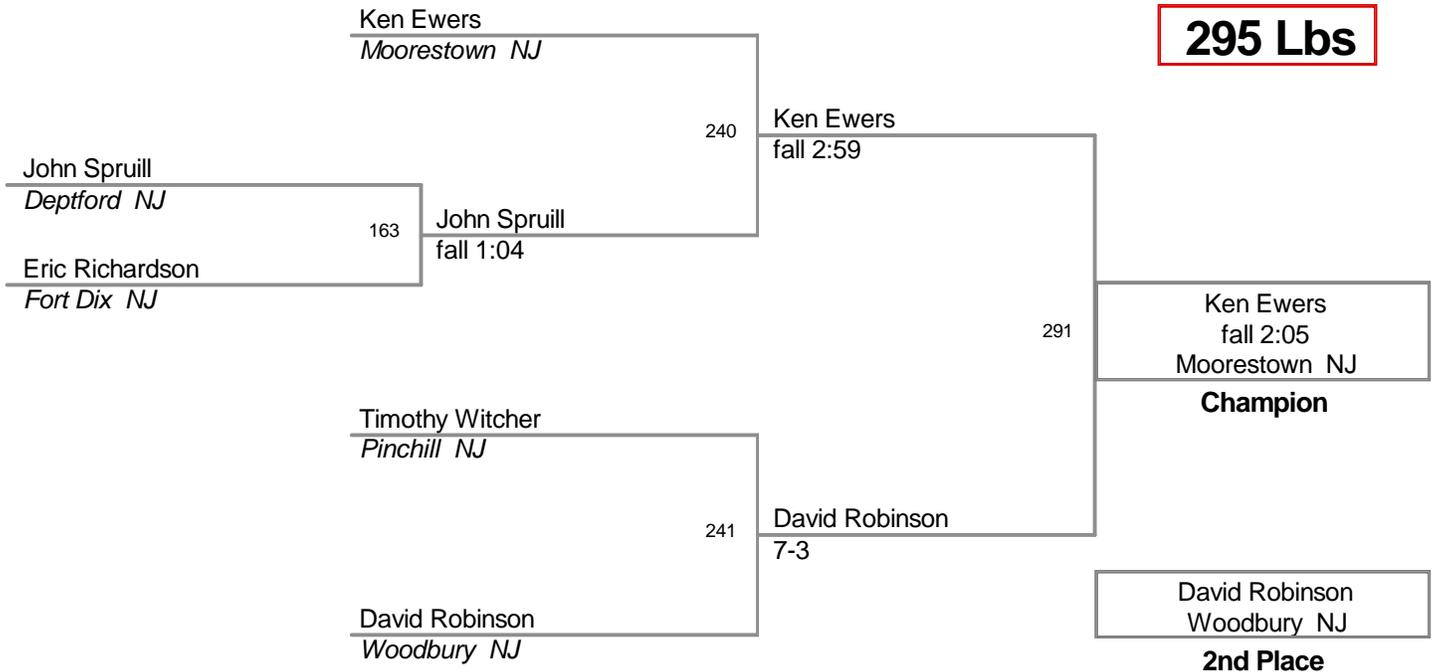 Ken Ewers
295 Lbs
Moorestown NJ
240
Ken Ewers
fall 2:59
John Spruill
Deptford NJ
163
John Spruill
fall 1:04
Eric Richardson
Fort Dix NJ
291
Ken Ewers
fall 2:05
Moorestown NJ
Champion
Timothy Witcher
Pinchill NJ
241
David Robinson
7-3
David Robinson
Woodbury NJ
David Robinson
Woodbury NJ
2nd Place